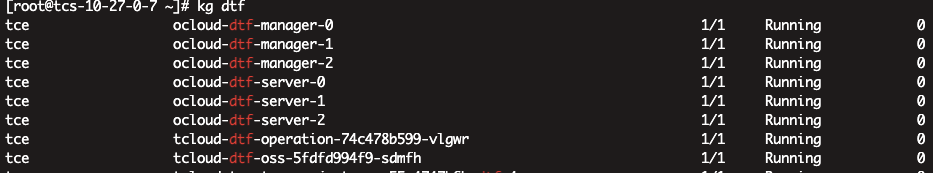 [root@tcs-10-27-0-7 ~]# kg dtf
tce ocloud-dtf-manager-0 1/1 Running 0
tce ocloud-dtf-manager-1 1/1 Running 0
tce ocloud-dtf-manager-2 1/1 Running 0
tce ocloud-dtf-server-0 1/1 Running 0
tce ocloud-dtf-server-1 1/1 Running 0
tce ocloud-dtf-server-2 1/1 Running 0
tce tcloud-dtf-operation-74c478b599-vlgwr 1/1 Running 0
tce tcloud-dtf-oss-5fdfd994f9-sdmfh 1/1 Running 0